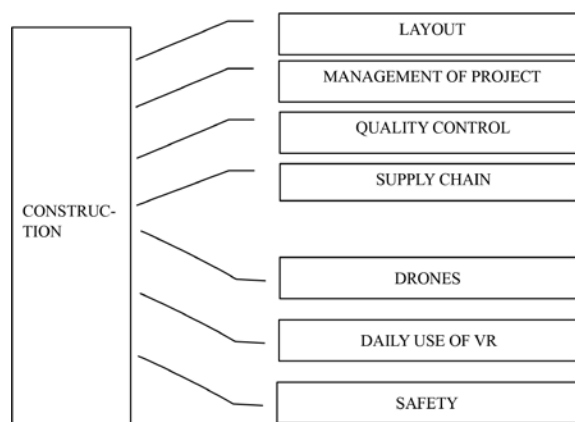 LAYOUT
MANAGEMENT OF PROJECT
QUALITY CONTROL
SUPPLY CHAIN
CONSTRUC-
TION
DRONES
DAILY USE OF VR
SAFETY